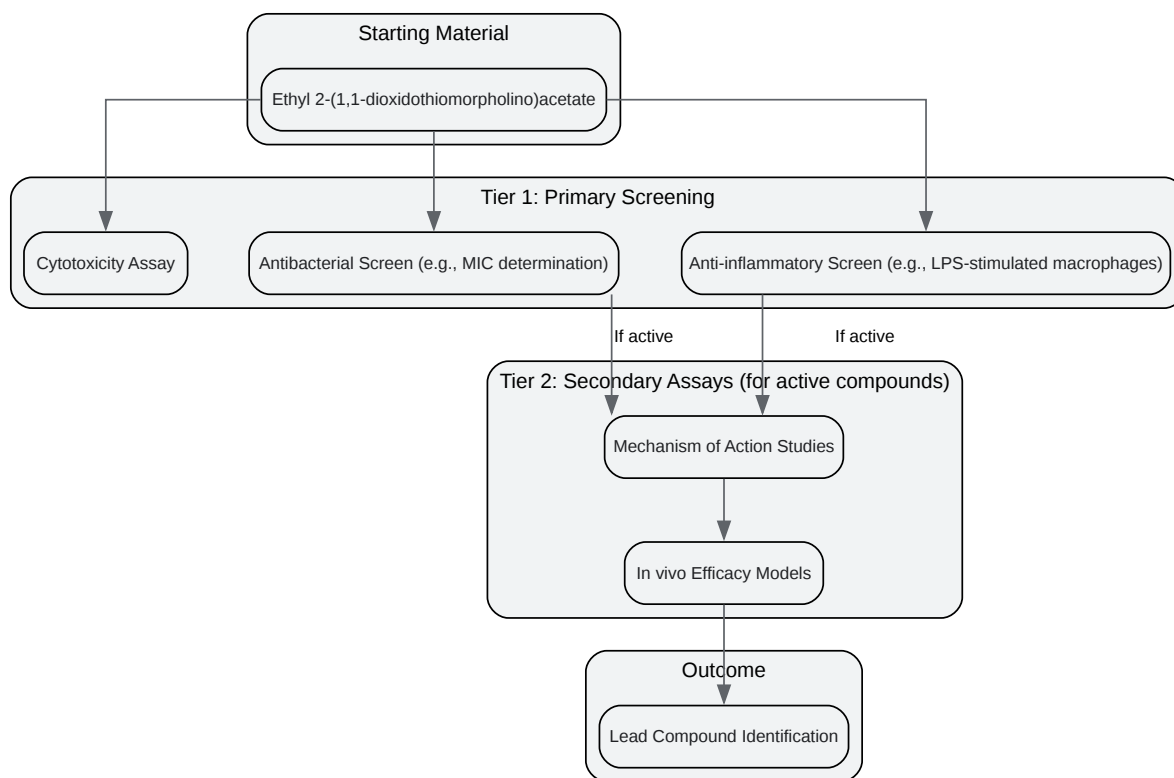 Starting Material
Ethyl 2-(1,1-dioxidothiomorpholino)acetate
Tier 1: Primary Screening
Cytotoxicity Assay
Antibacterial Screen (e.g., MIC determination)
Anti-inflammatory Screen (e.g., LPS-stimulated macrophages)
If active
If active
Tier 2: Secondary Assays (for active compounds)
Mechanism of Action Studies
In vivo Efficacy Models
Outcome
Lead Compound Identification